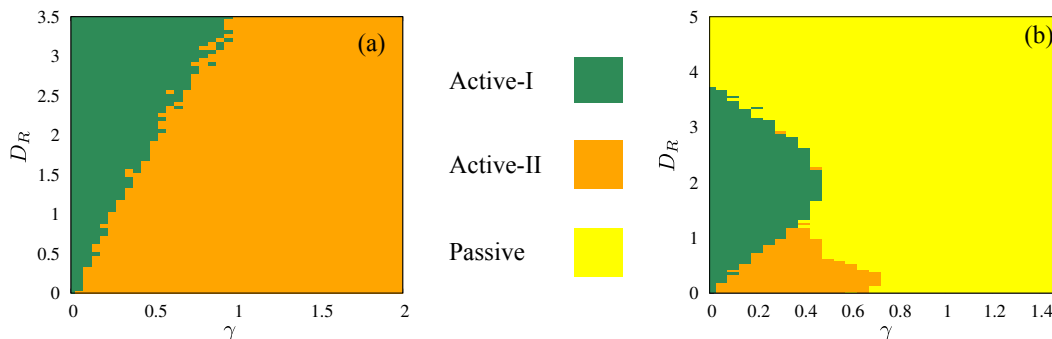 3.5
3
2.5
2
1.5
1
0.5
0
D_R
(a)
0 0.5 1 1.5 2
γ
Active-I
Active-II
Passive
5
4
3
2
1
0
D_R
(b)
0 0.2 0.4 0.6 0.8 1 1.2 1.4
γ